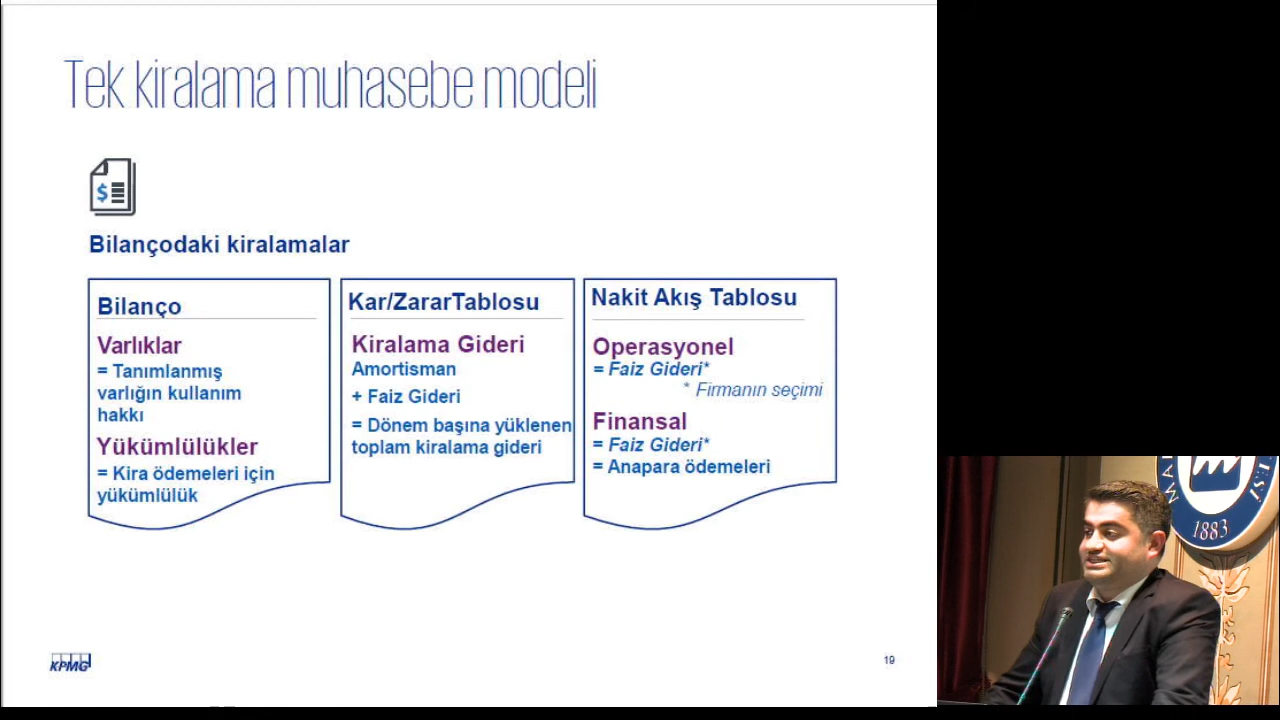 Tek kiralama muhasebe modeli
$
Bilançodaki kiralamalar
Bilanço
Varlıklar
= Tanımlanmış
varlığın kullanım
hakkı
Yükümlülükler
= Kira ödemeleri için
yükümlülük
Kar/ZararTablosu
Kiralama Gideri
Amortisman
+ Faiz Gideri
= Dönem başına yüklenen
toplam kiralama gideri
Nakit Akış Tablosu
Operasyonel
= Faiz Gideri*
* Firmanın seçimi
Finansal
= Faiz Gideri*
= Anapara ödemeleri
KPMG
19
1883